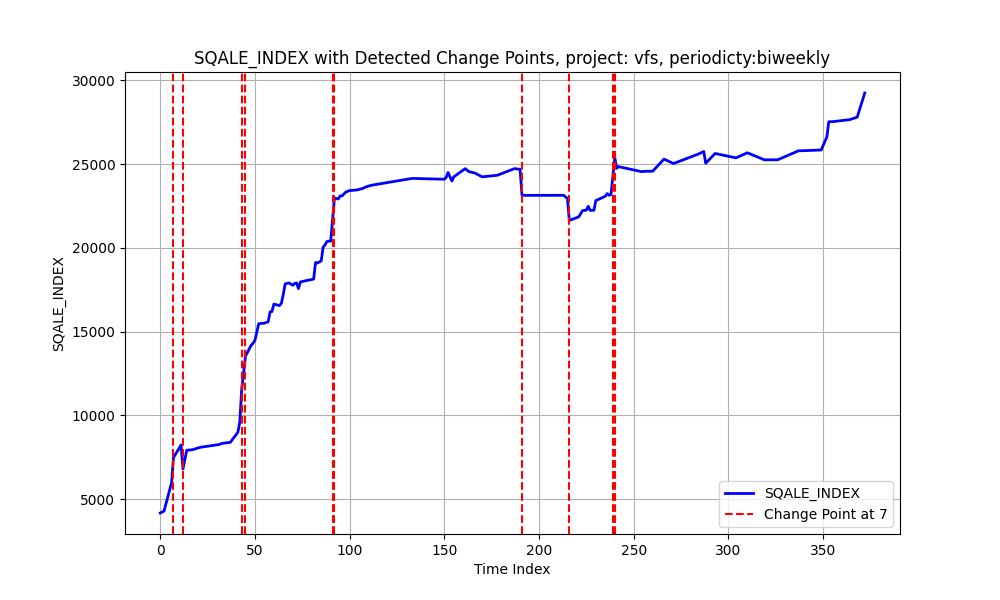 SQALE_INDEX with Detected Change Points, project: vfs, periodicty:biweekly
30000
25000
20000
15000
10000
5000
SQALE_INDEX
0 50 100 150 200 250 300 350
Time Index
SQALE_INDEX
Change Point at 7